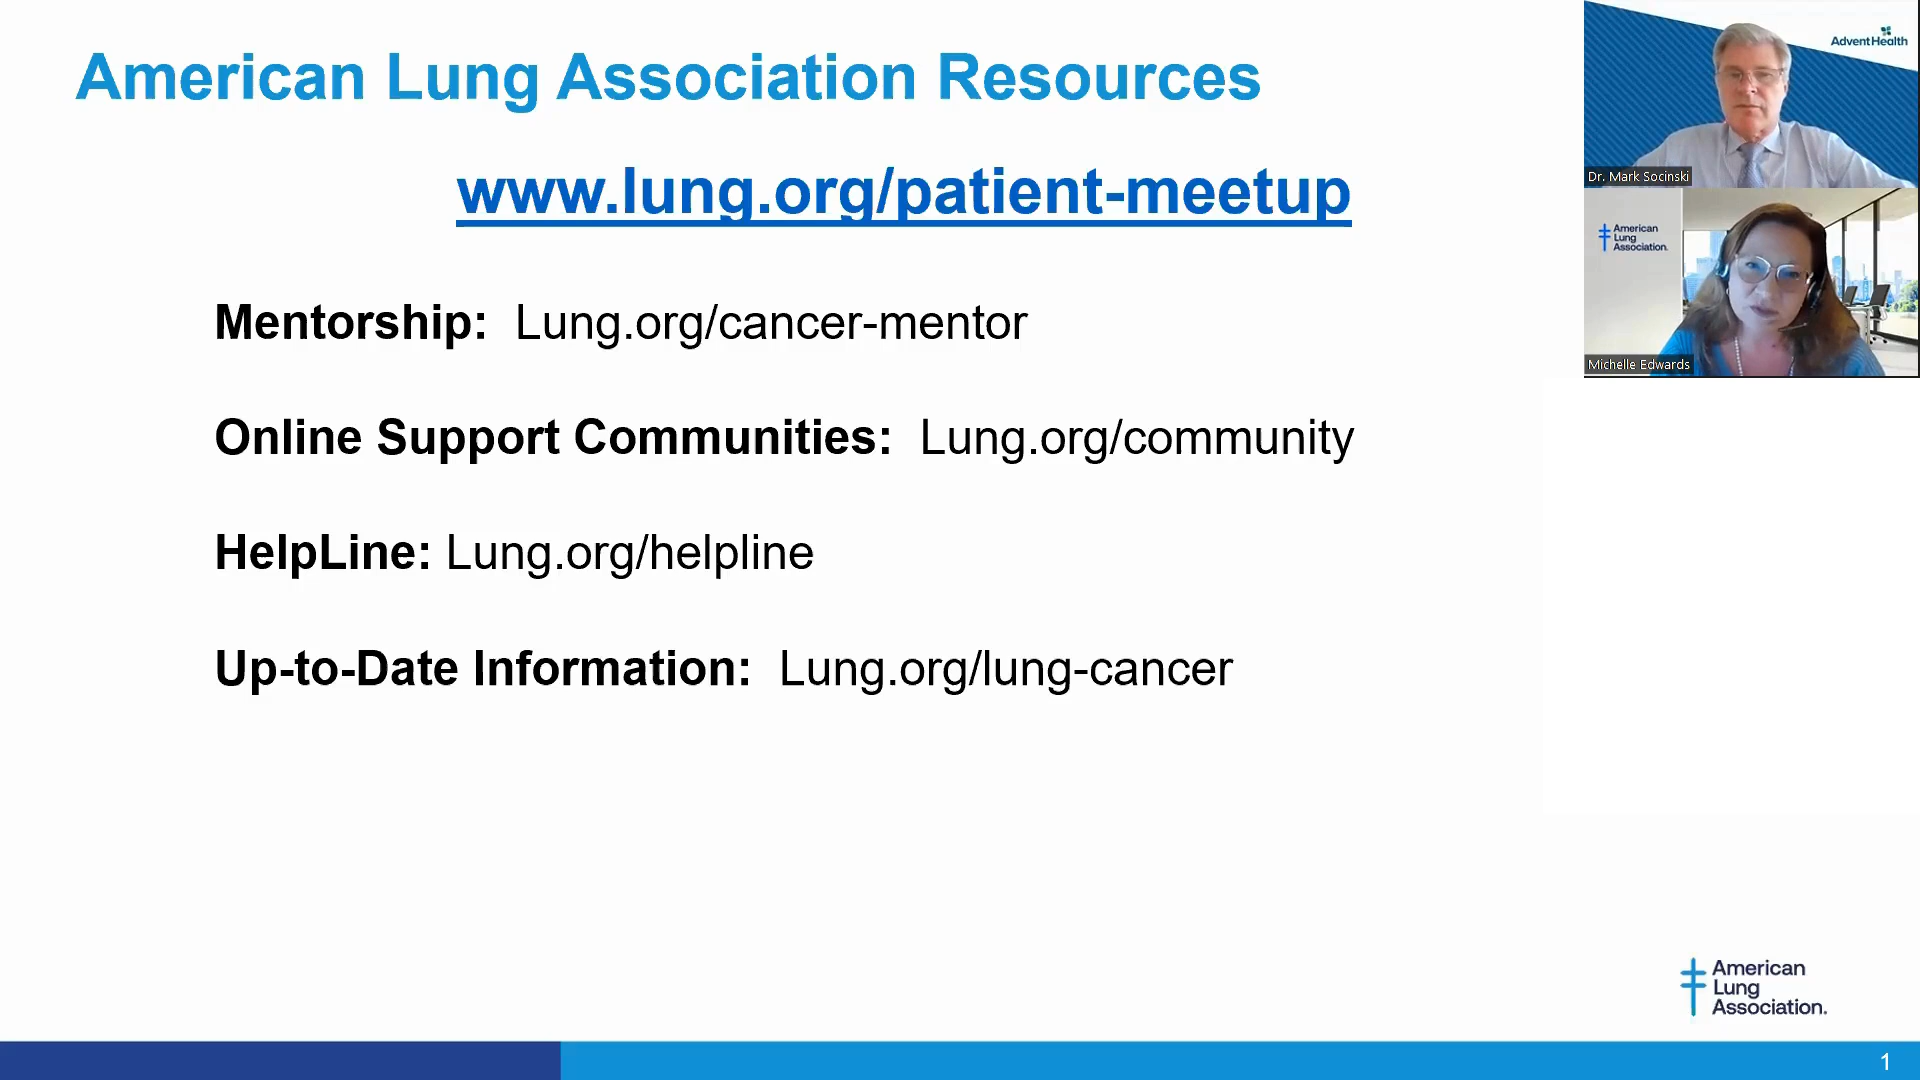 American Lung Association Resources
www.lung.org/patient-meetup
Mentorship: Lung.org/cancer-mentor
Online Support Communities: Lung.org/community
HelpLine: Lung.org/helpline
Up-to-Date Information: Lung.org/lung-cancer
AdventHealth
Dr. Mark Socinski
American
Lung
Association.
Michelle Edwards
American
Lung
Association.
1